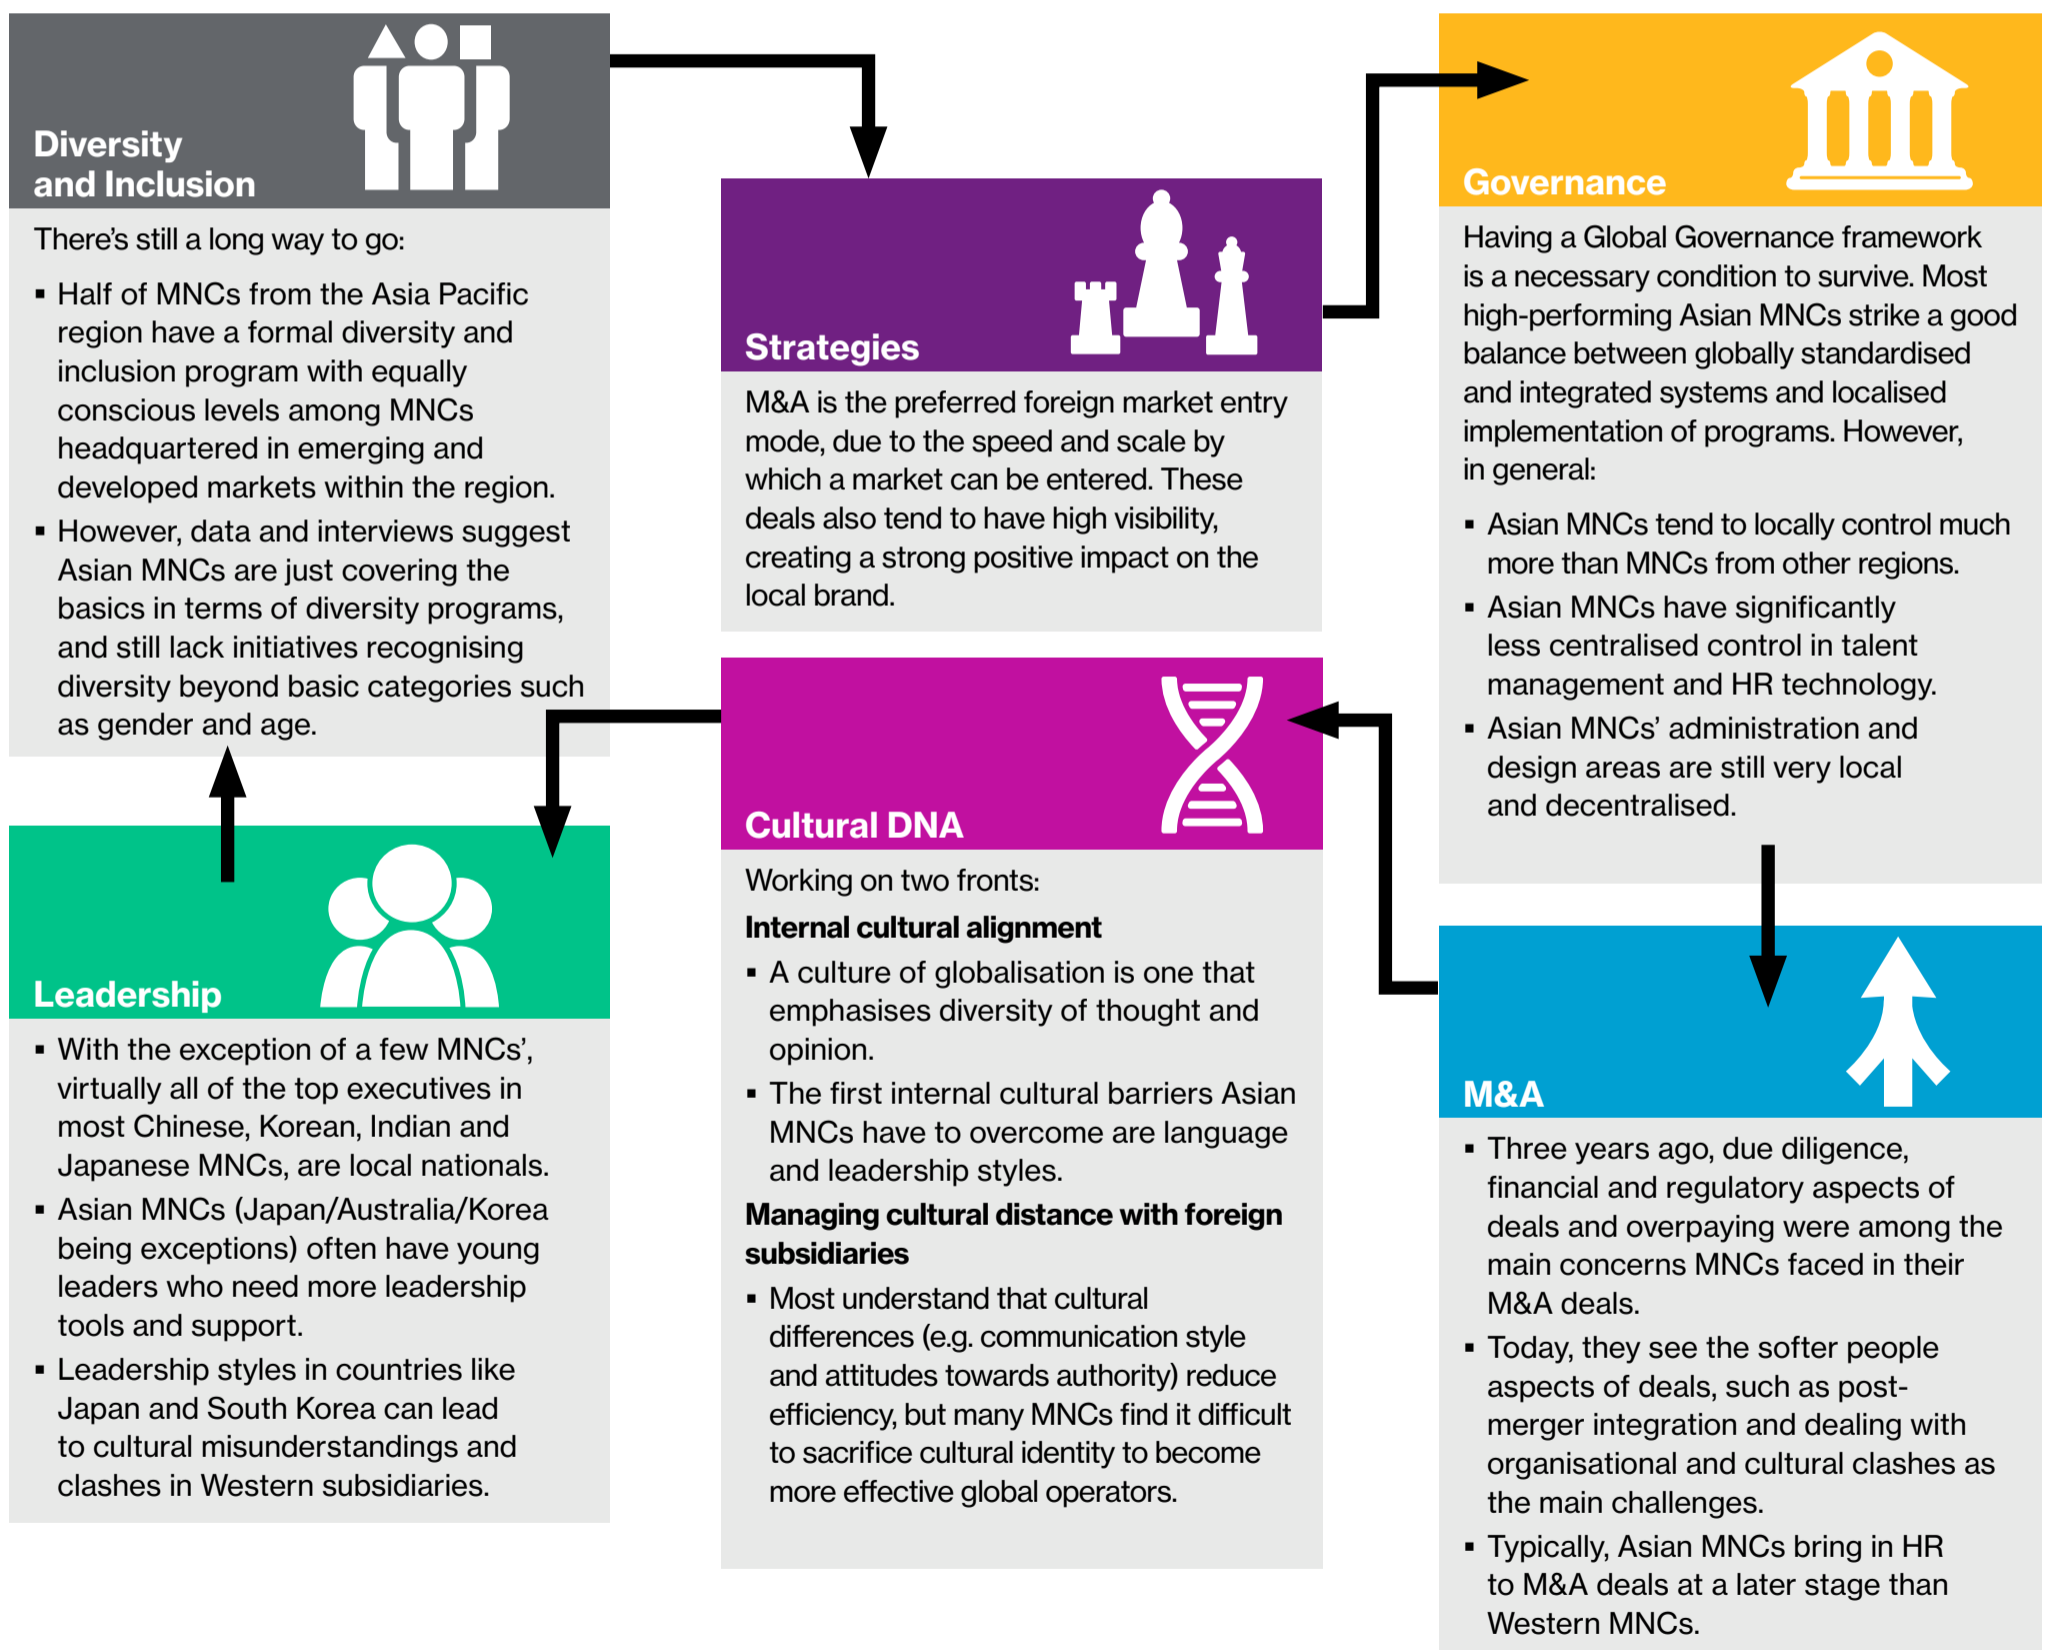 Diversity
and Inclusion
There's still a long way to go:
▪ Half of MNCs from the Asia Pacific
region have a formal diversity and
inclusion program with equally
conscious levels among MNCs
headquartered in emerging and
developed markets within the region.
▪ However, data and interviews suggest
Asian MNCs are just covering the
basics in terms of diversity programs,
and still lack initiatives recognising
diversity beyond basic categories such
as gender and age.
Strategies
M&A is the preferred foreign market entry
mode, due to the speed and scale by
which a market can be entered. These
deals also tend to have high visibility,
creating a strong positive impact on the
local brand.
Governance
Having a Global Governance framework
is a necessary condition to survive. Most
high-performing Asian MNCs strike a good
balance between globally standardised
and integrated systems and localised
implementation of programs. However,
in general:
▪ Asian MNCs tend to locally control much
more than MNCs from other regions.
▪ Asian MNCs have significantly
less centralised control in talent
management and HR technology.
▪ Asian MNCs' administration and
design areas are still very local
and decentralised.
M&A
▪ Three years ago, due diligence,
financial and regulatory aspects of
deals and overpaying were among the
main concerns MNCs faced in their
M&A deals.
▪ Today, they see the softer people
aspects of deals, such as post-
merger integration and dealing with
organisational and cultural clashes as
the main challenges.
▪ Typically, Asian MNCs bring in HR
to M&A deals at a later stage than
Western MNCs.
Cultural DNA
Working on two fronts:
Internal cultural alignment
▪ A culture of globalisation is one that
emphasises diversity of thought and
opinion.
▪ The first internal cultural barriers Asian
MNCs have to overcome are language
and leadership styles.
Managing cultural distance with foreign
subsidiaries
▪ Most understand that cultural
differences (e.g. communication style
and attitudes towards authority) reduce
efficiency, but many MNCs find it difficult
to sacrifice cultural identity to become
more effective global operators.
Leadership
▪ With the exception of a few MNCs',
virtually all of the top executives in
most Chinese, Korean, Indian and
Japanese MNCs, are local nationals.
▪ Asian MNCs (Japan/Australia/Korea
being exceptions) often have young
leaders who need more leadership
tools and support.
▪ Leadership styles in countries like
Japan and South Korea can lead
to cultural misunderstandings and
clashes in Western subsidiaries.